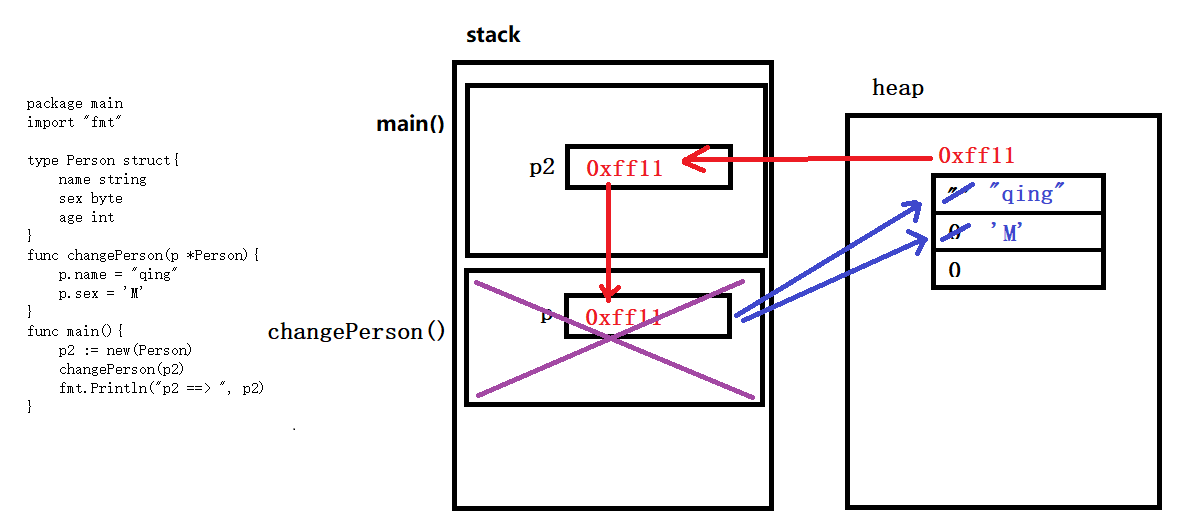 package main
import "fmt"
type Person struct{
name string
sex byte
age int
}
func changePerson(p *Person){
p.name = "qing"
p.sex = 'M'
}
func main(){
p2 := new(Person)
changePerson(p2)
fmt.Println("p2 ==> ", p2)
}
stack
main()
p2
0xff11
changePerson()
p
0xff11
heap
0xff11
"qing"
0
'M'
0